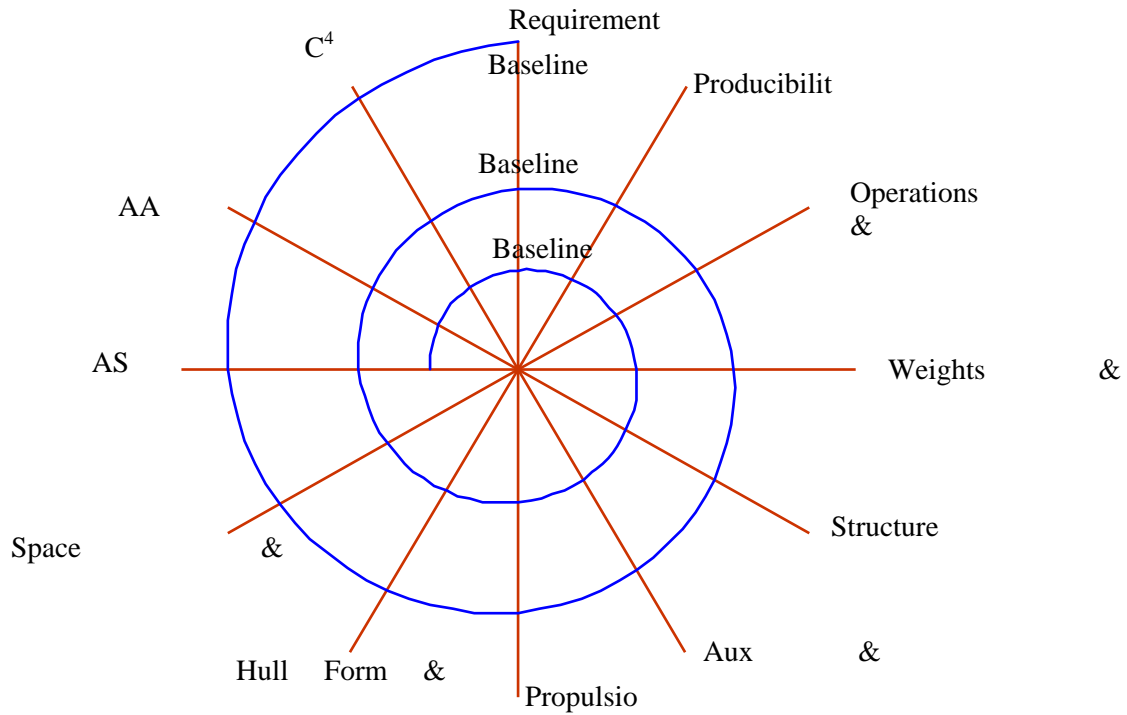 Requirement
C⁴
Baseline
Producibilit
Baseline
AA
Operations
&
Baseline
AS
Weights &
Structure
Space &
Aux &
Hull Form &
Propulsio